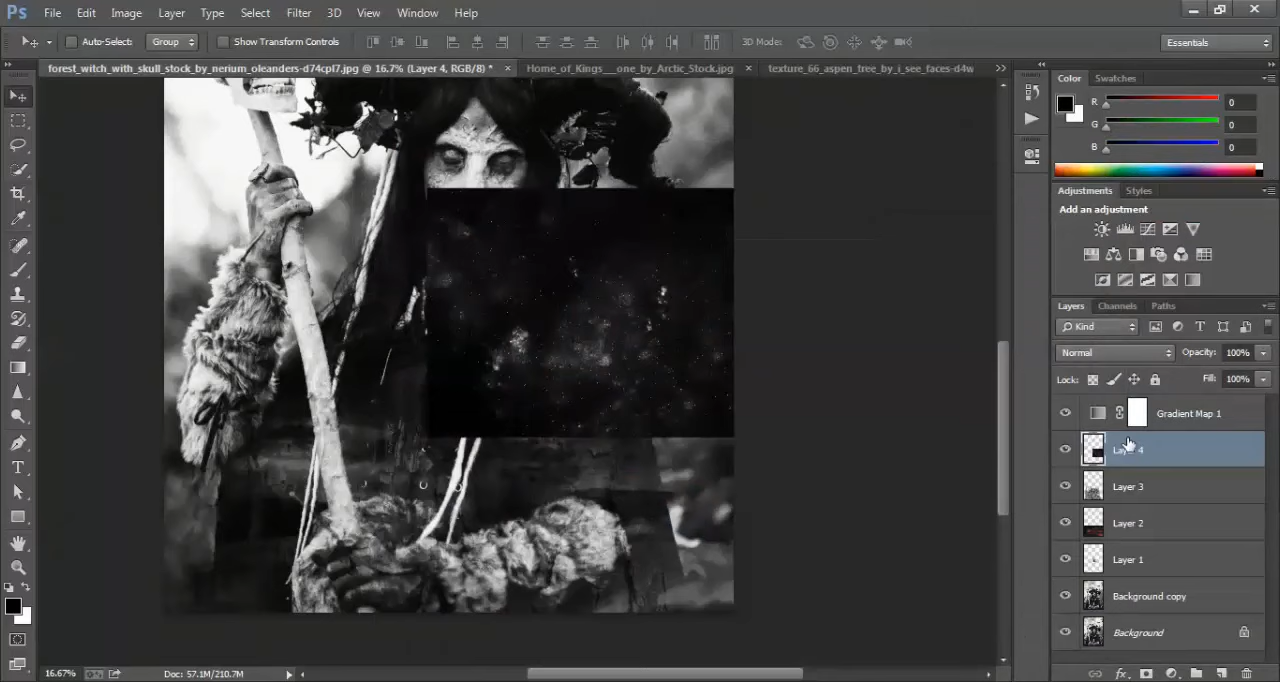 Ps File Edit Image Layer Type Select Filter 3D View Window Help
Auto-Select: Group Show Transform Controls 3D Mode: Essentials
forest_witch_with_skull_stock_by_nerium_oleanders-d74cpl7.jpg @ 16.7% (Layer 4, RGB/8) * × Home_of_Kings___one_by_Arctic_Stock.jpg × texture_66_aspen_tree_by_i_see_faces-d4w
Color Swatches
R 0
G 0
B 0
Adjustments Styles
Add an adjustment
Layers Channels Paths
Kind
Normal Opacity: 100%
Lock: Fill: 100%
Gradient Map 1
Layer 4
Layer 3
Layer 2
Layer 1
Background copy
Background
16.67% Doc: 57.1M/210.7M